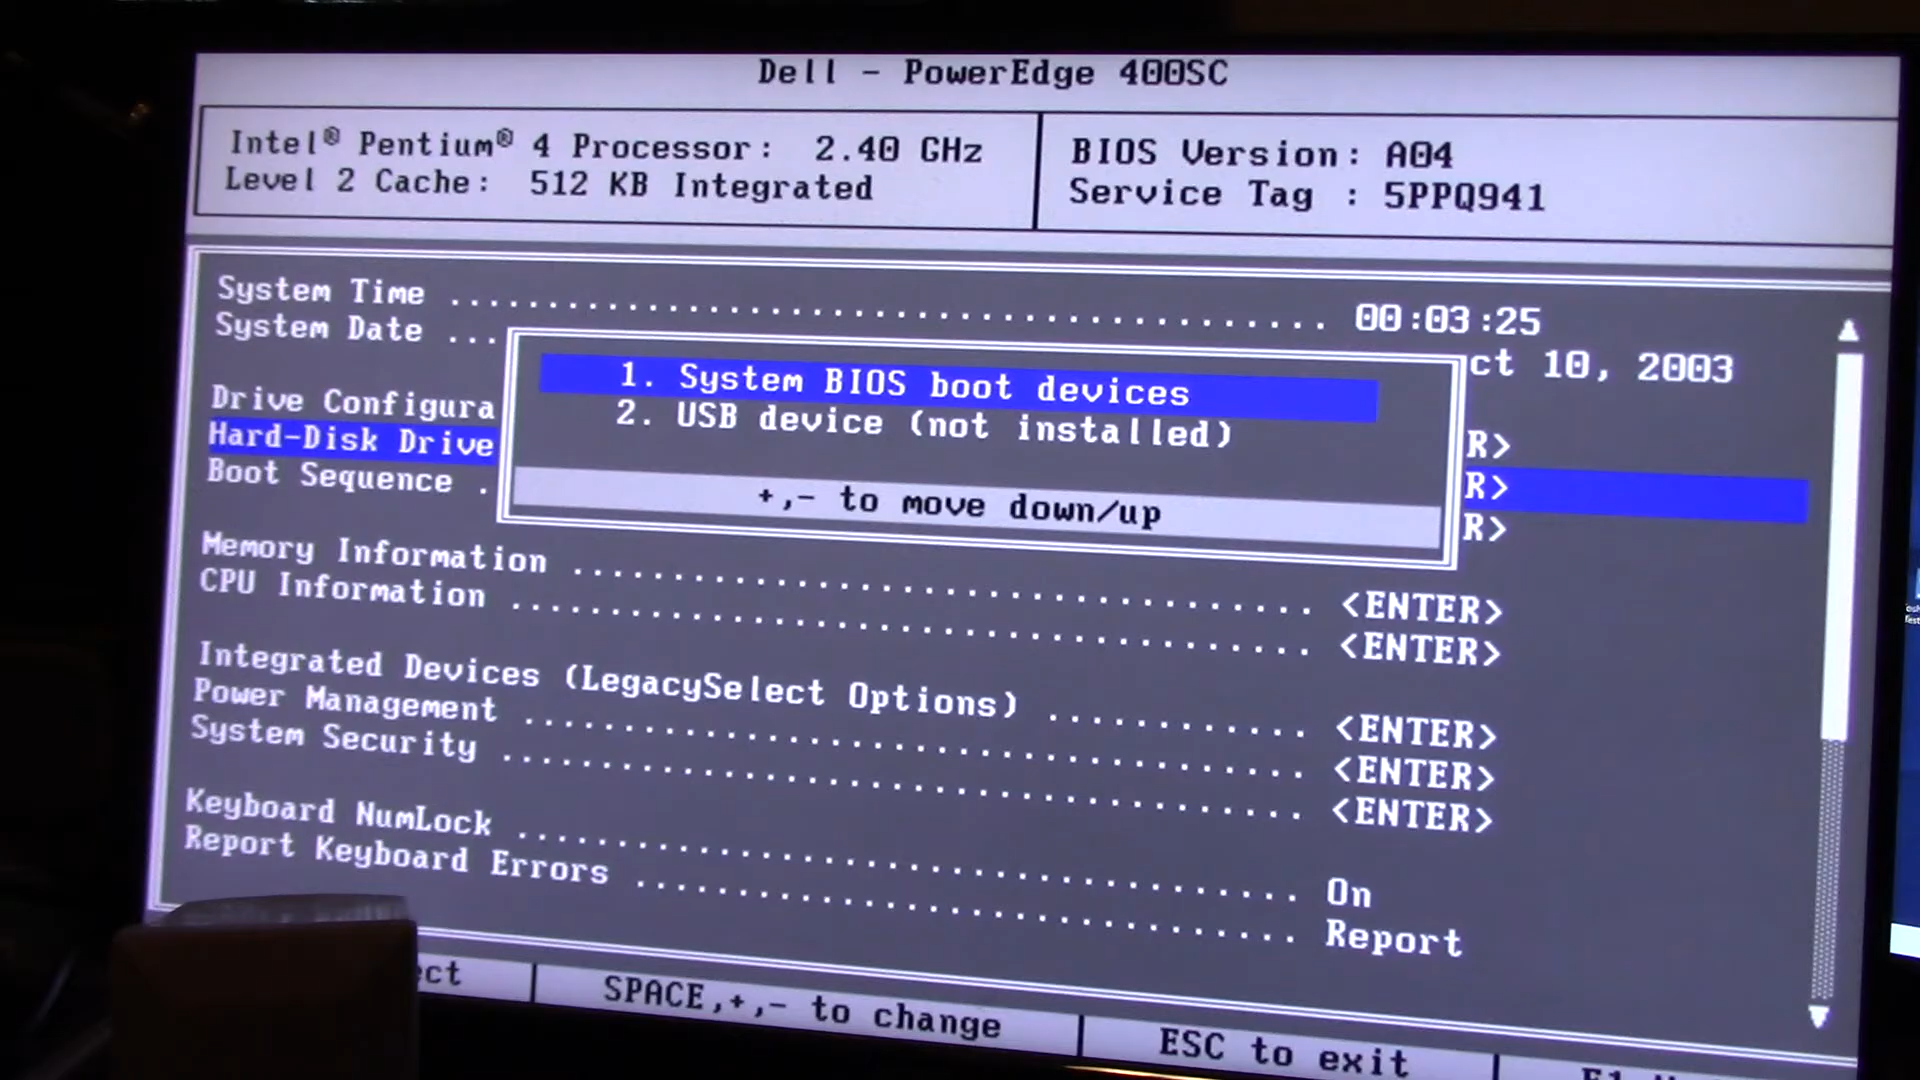 Dell - PowerEdge 400SC
Intel® Pentium® 4 Processor: 2.40 GHz
Level 2 Cache: 512 KB Integrated
BIOS Version: A04
Service Tag : 5PPQ941
System Time ........................................ 00:03:25
System Date ... ct 10, 2003
1. System BIOS boot devices
2. USB device (not installed)
+,- to move down/up
Drive Configura R>
Hard-Disk Drive R>
Boot Sequence . R>
Memory Information ................................... <ENTER>
CPU Information ...................................... <ENTER>
Integrated Devices (LegacySelect Options) ............ <ENTER>
Power Management ..................................... <ENTER>
System Security ...................................... <ENTER>
Keyboard NumLock ..................................... On
Report Keyboard Errors ............................... Report
ect
SPACE,+,- to change
ESC to exit